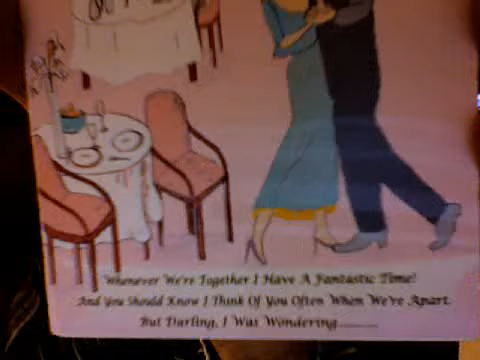 Whenever We're Together I Have A Fantastic Time!
And You Should Know I Think Of You Often When We're Apart.
But Darling, I Was Wondering..........